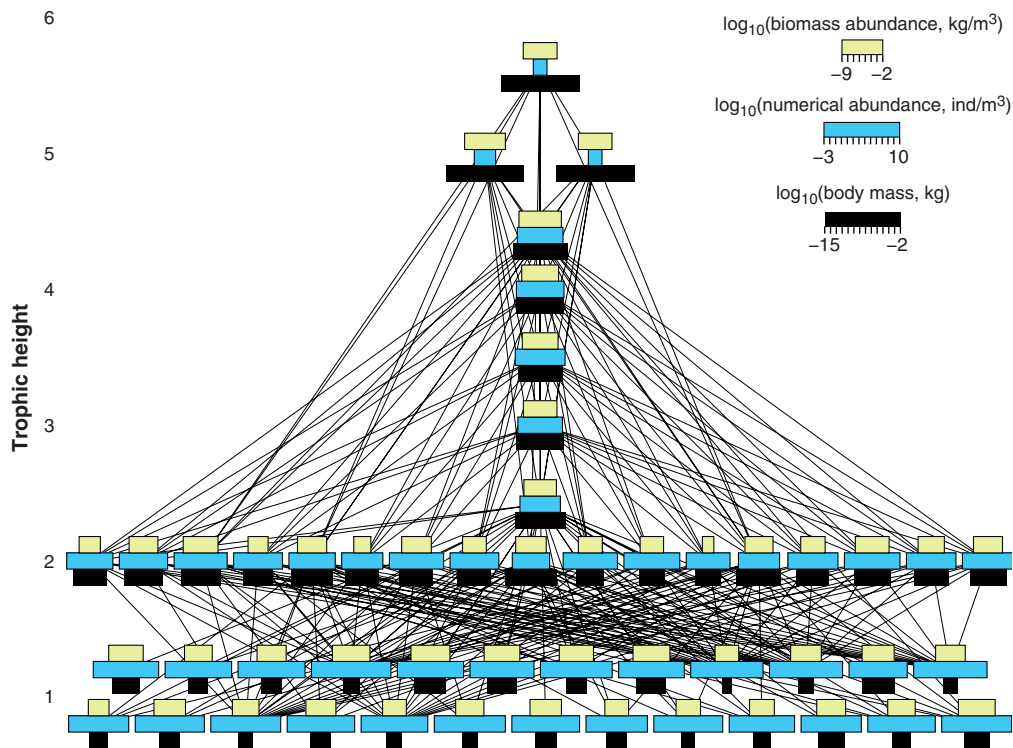 6
log10(biomass abundance, kg/m3)
−9 −2
log10(numerical abundance, ind/m3)
−3 10
5
log10(body mass, kg)
−15 −2
4
Trophic height
3
2
1